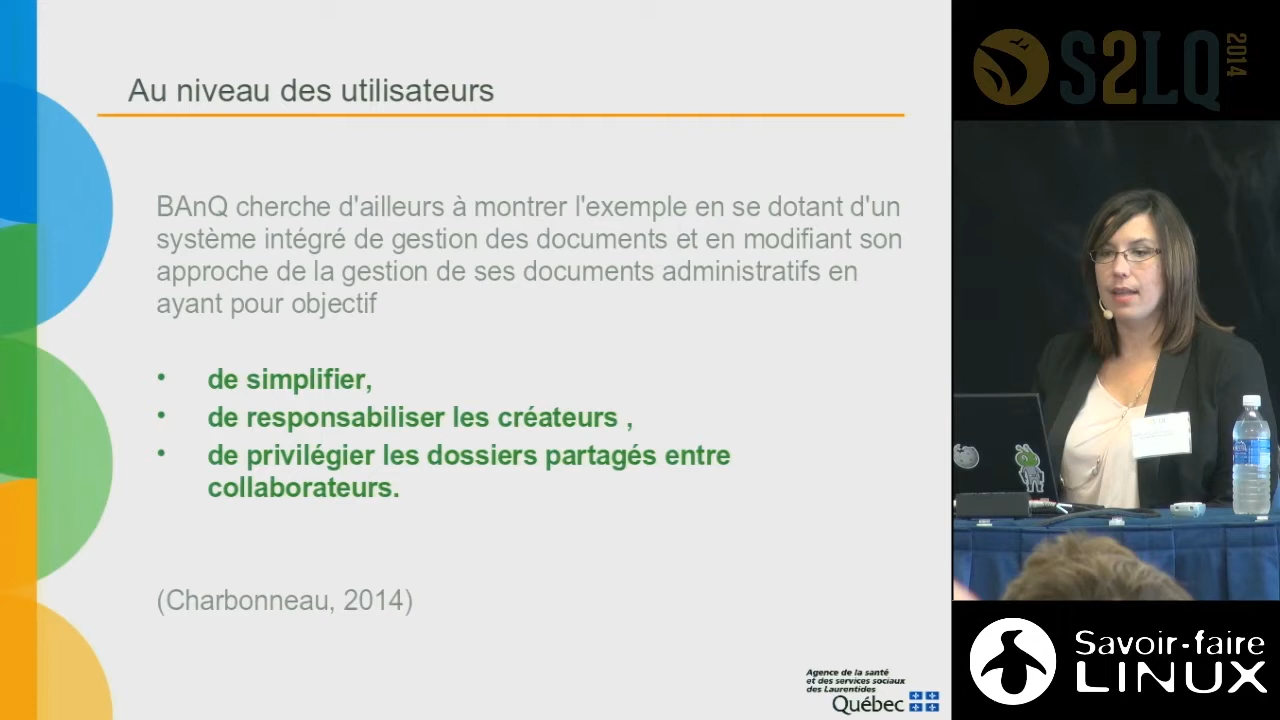 Au niveau des utilisateurs
BAnQ cherche d'ailleurs à montrer l'exemple en se dotant d'un
système intégré de gestion des documents et en modifiant son
approche de la gestion de ses documents administratifs en
ayant pour objectif
• de simplifier,
• de responsabiliser les créateurs ,
• de privilégier les dossiers partagés entre
collaborateurs.
(Charbonneau, 2014)
Agence de la santé
et des services sociaux
des Laurentides
Québec
S2LQ
2014
Savoir-faire
LINUX